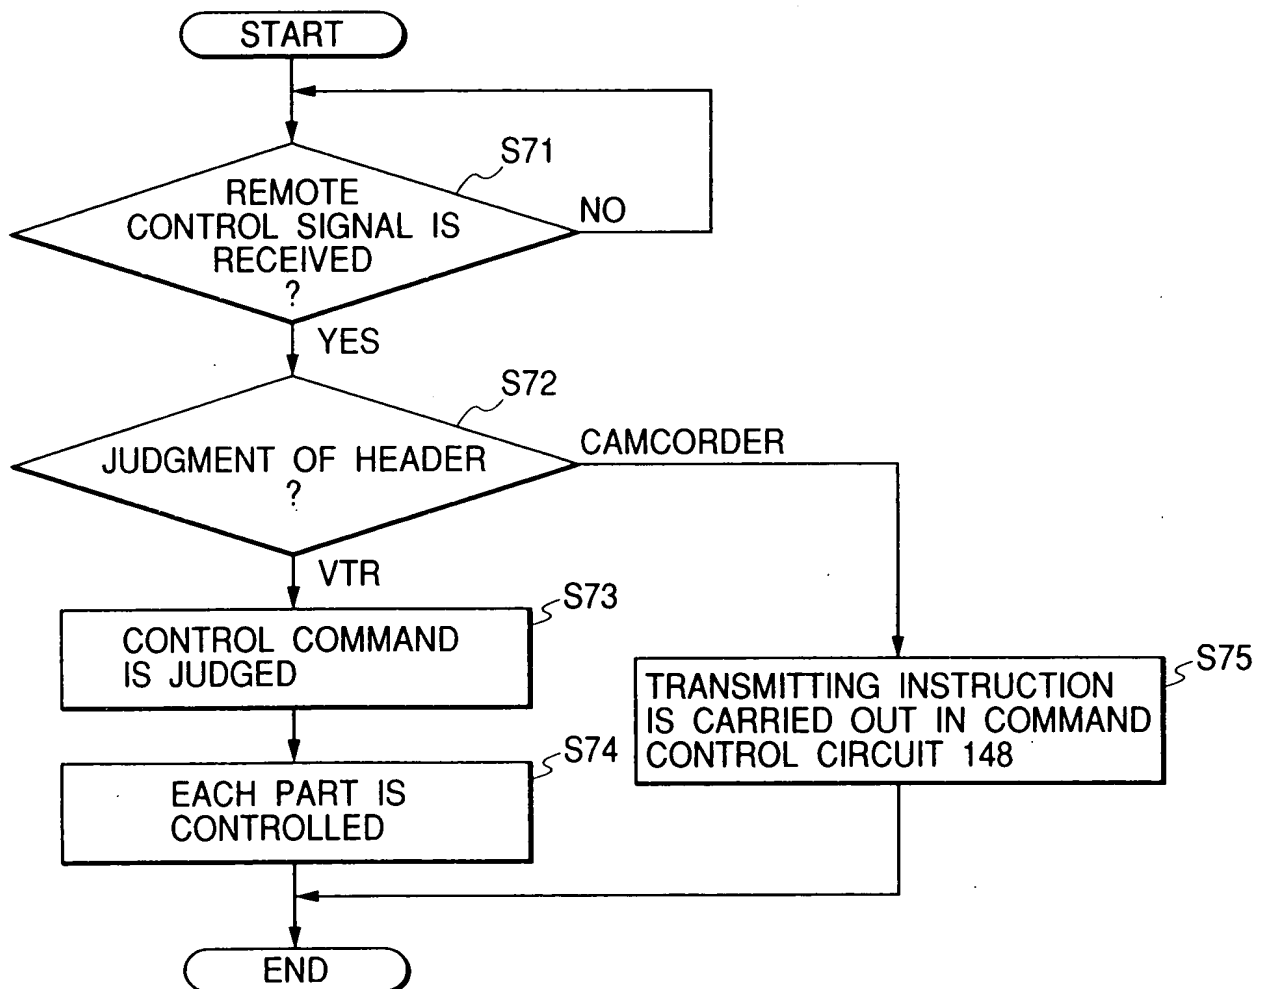 START
S71
REMOTE
CONTROL SIGNAL IS
RECEIVED
?
NO
YES
S72
JUDGMENT OF HEADER
?
CAMCORDER
VTR
S73
CONTROL COMMAND
IS JUDGED
S75
TRANSMITTING INSTRUCTION
IS CARRIED OUT IN COMMAND
CONTROL CIRCUIT 148
S74
EACH PART IS
CONTROLLED
END